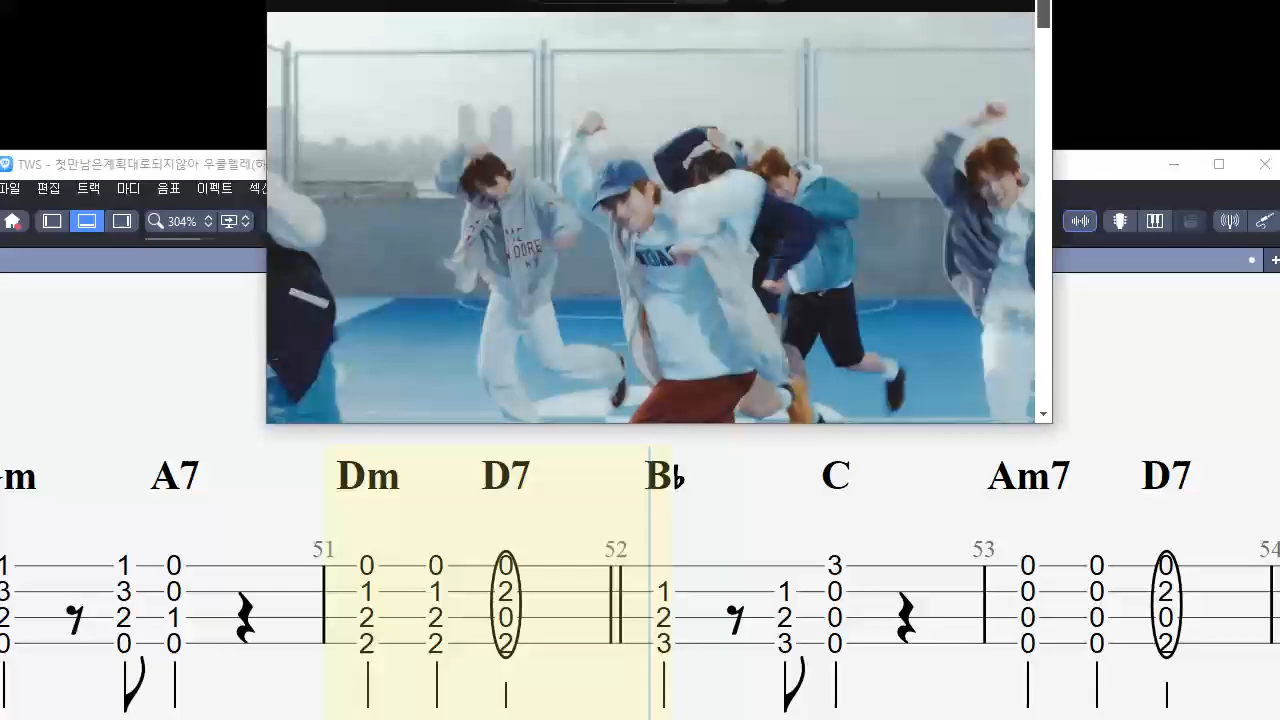 TWS - 첫만남은계획대로되지않아 우쿨렐레(하
파일 편집 트랙 마디 음표 이펙트 섹션
304%
m A7 Dm D7 B♭ C Am7 D7
51 52 53 54
1 1 0 0 0 0 3 0 0 0
3 3 0 1 1 2 1 1 0 0 0 2
2 2 1 2 2 0 2 2 0 0 0 0
0 0 0 2 2 2 3 3 0 0 0 2